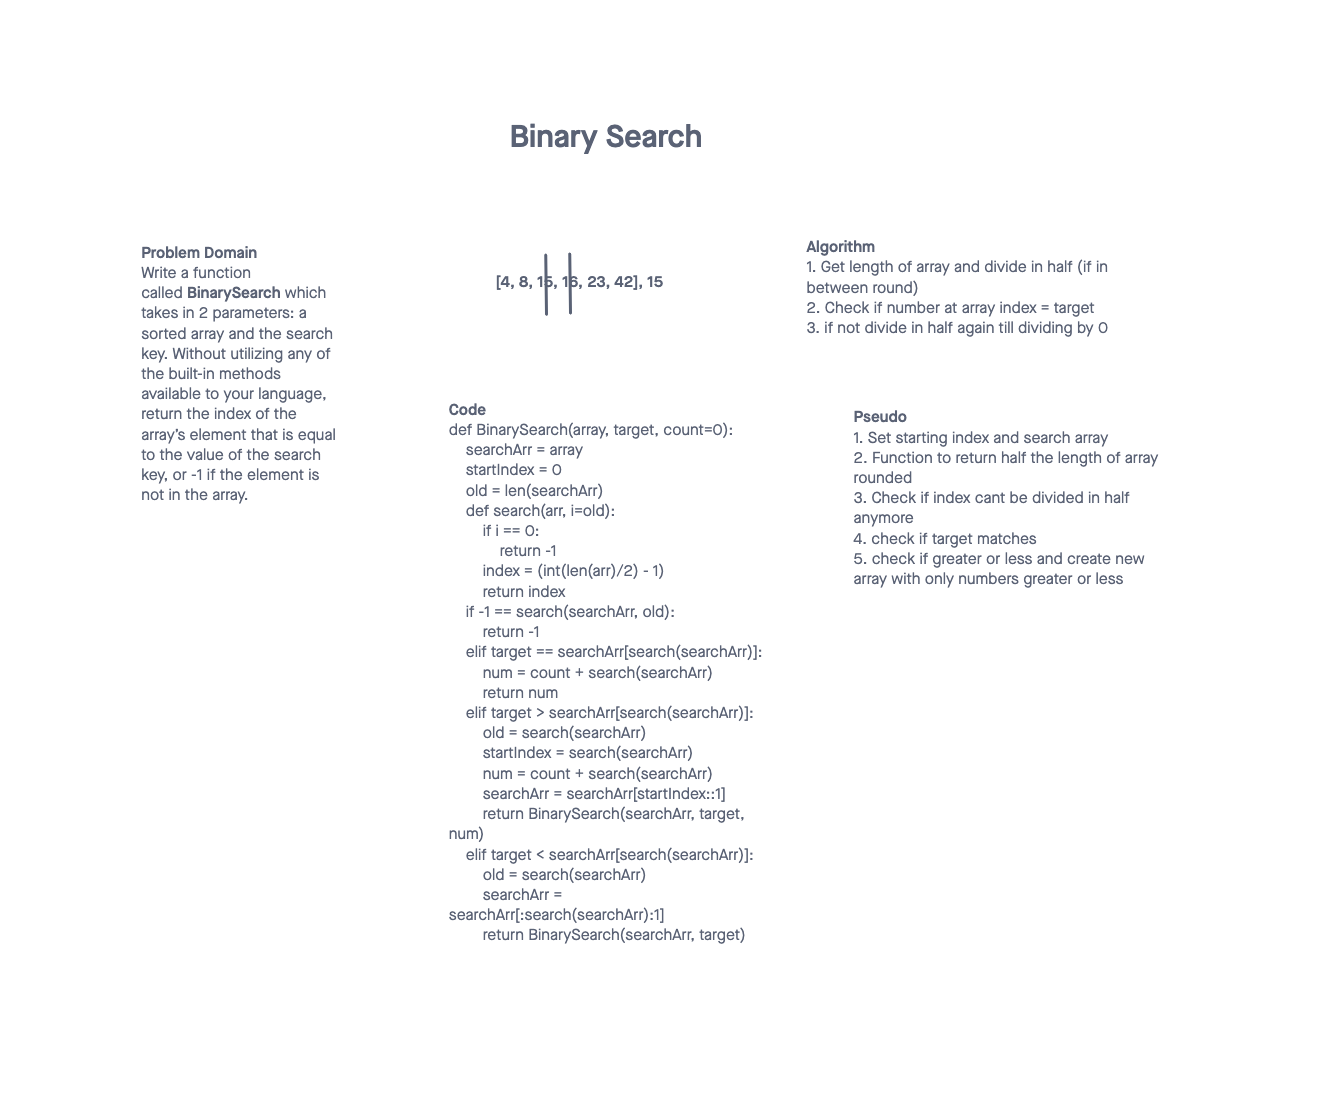 Binary Search
Problem Domain
Write a function
called BinarySearch which
takes in 2 parameters: a
sorted array and the search
key. Without utilizing any of
the built-in methods
available to your language,
return the index of the
array’s element that is equal
to the value of the search
key, or -1 if the element is
not in the array.
[4, 8, 15, 16, 23, 42], 15
Algorithm
1. Get length of array and divide in half (if in
between round)
2. Check if number at array index = target
3. if not divide in half again till dividing by 0
Code
def BinarySearch(array, target, count=0):
    searchArr = array
    startIndex = 0
    old = len(searchArr)
    def search(arr, i=old):
        if i == 0:
            return -1
        index = (int(len(arr)/2) - 1)
        return index
    if -1 == search(searchArr, old):
        return -1
    elif target == searchArr[search(searchArr)]:
        num = count + search(searchArr)
        return num
    elif target > searchArr[search(searchArr)]:
        old = search(searchArr)
        startIndex = search(searchArr)
        num = count + search(searchArr)
        searchArr = searchArr[startIndex::1]
        return BinarySearch(searchArr, target,
num)
    elif target < searchArr[search(searchArr)]:
        old = search(searchArr)
        searchArr =
searchArr[:search(searchArr):1]
        return BinarySearch(searchArr, target)
Pseudo
1. Set starting index and search array
2. Function to return half the length of array
rounded
3. Check if index cant be divided in half
anymore
4. check if target matches
5. check if greater or less and create new
array with only numbers greater or less